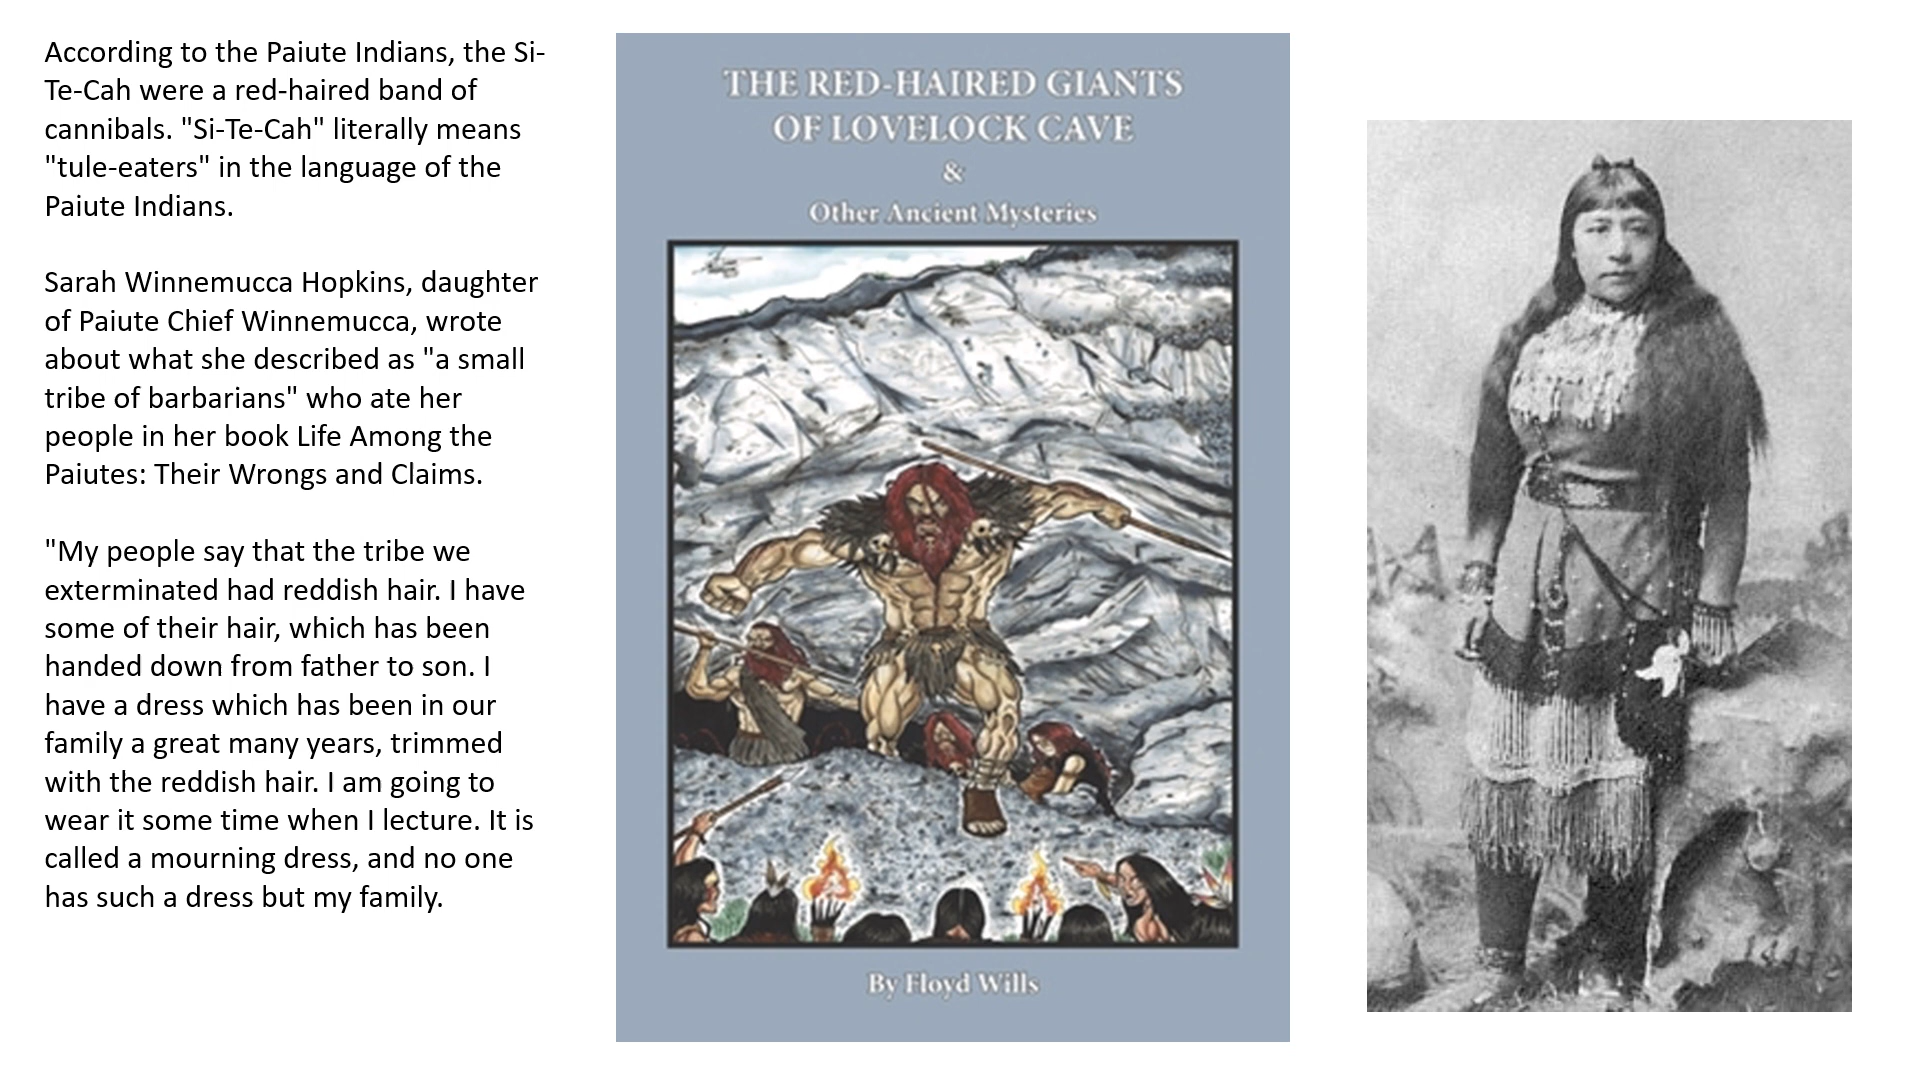 According to the Paiute Indians, the Si-
Te-Cah were a red-haired band of
cannibals. "Si-Te-Cah" literally means
"tule-eaters" in the language of the
Paiute Indians.
Sarah Winnemucca Hopkins, daughter
of Paiute Chief Winnemucca, wrote
about what she described as "a small
tribe of barbarians" who ate her
people in her book Life Among the
Paiutes: Their Wrongs and Claims.
"My people say that the tribe we
exterminated had reddish hair. I have
some of their hair, which has been
handed down from father to son. I
have a dress which has been in our
family a great many years, trimmed
with the reddish hair. I am going to
wear it some time when I lecture. It is
called a mourning dress, and no one
has such a dress but my family.
THE RED-HAIRED GIANTS
OF LOVELOCK CAVE
&
Other Ancient Mysteries
By Floyd Wills